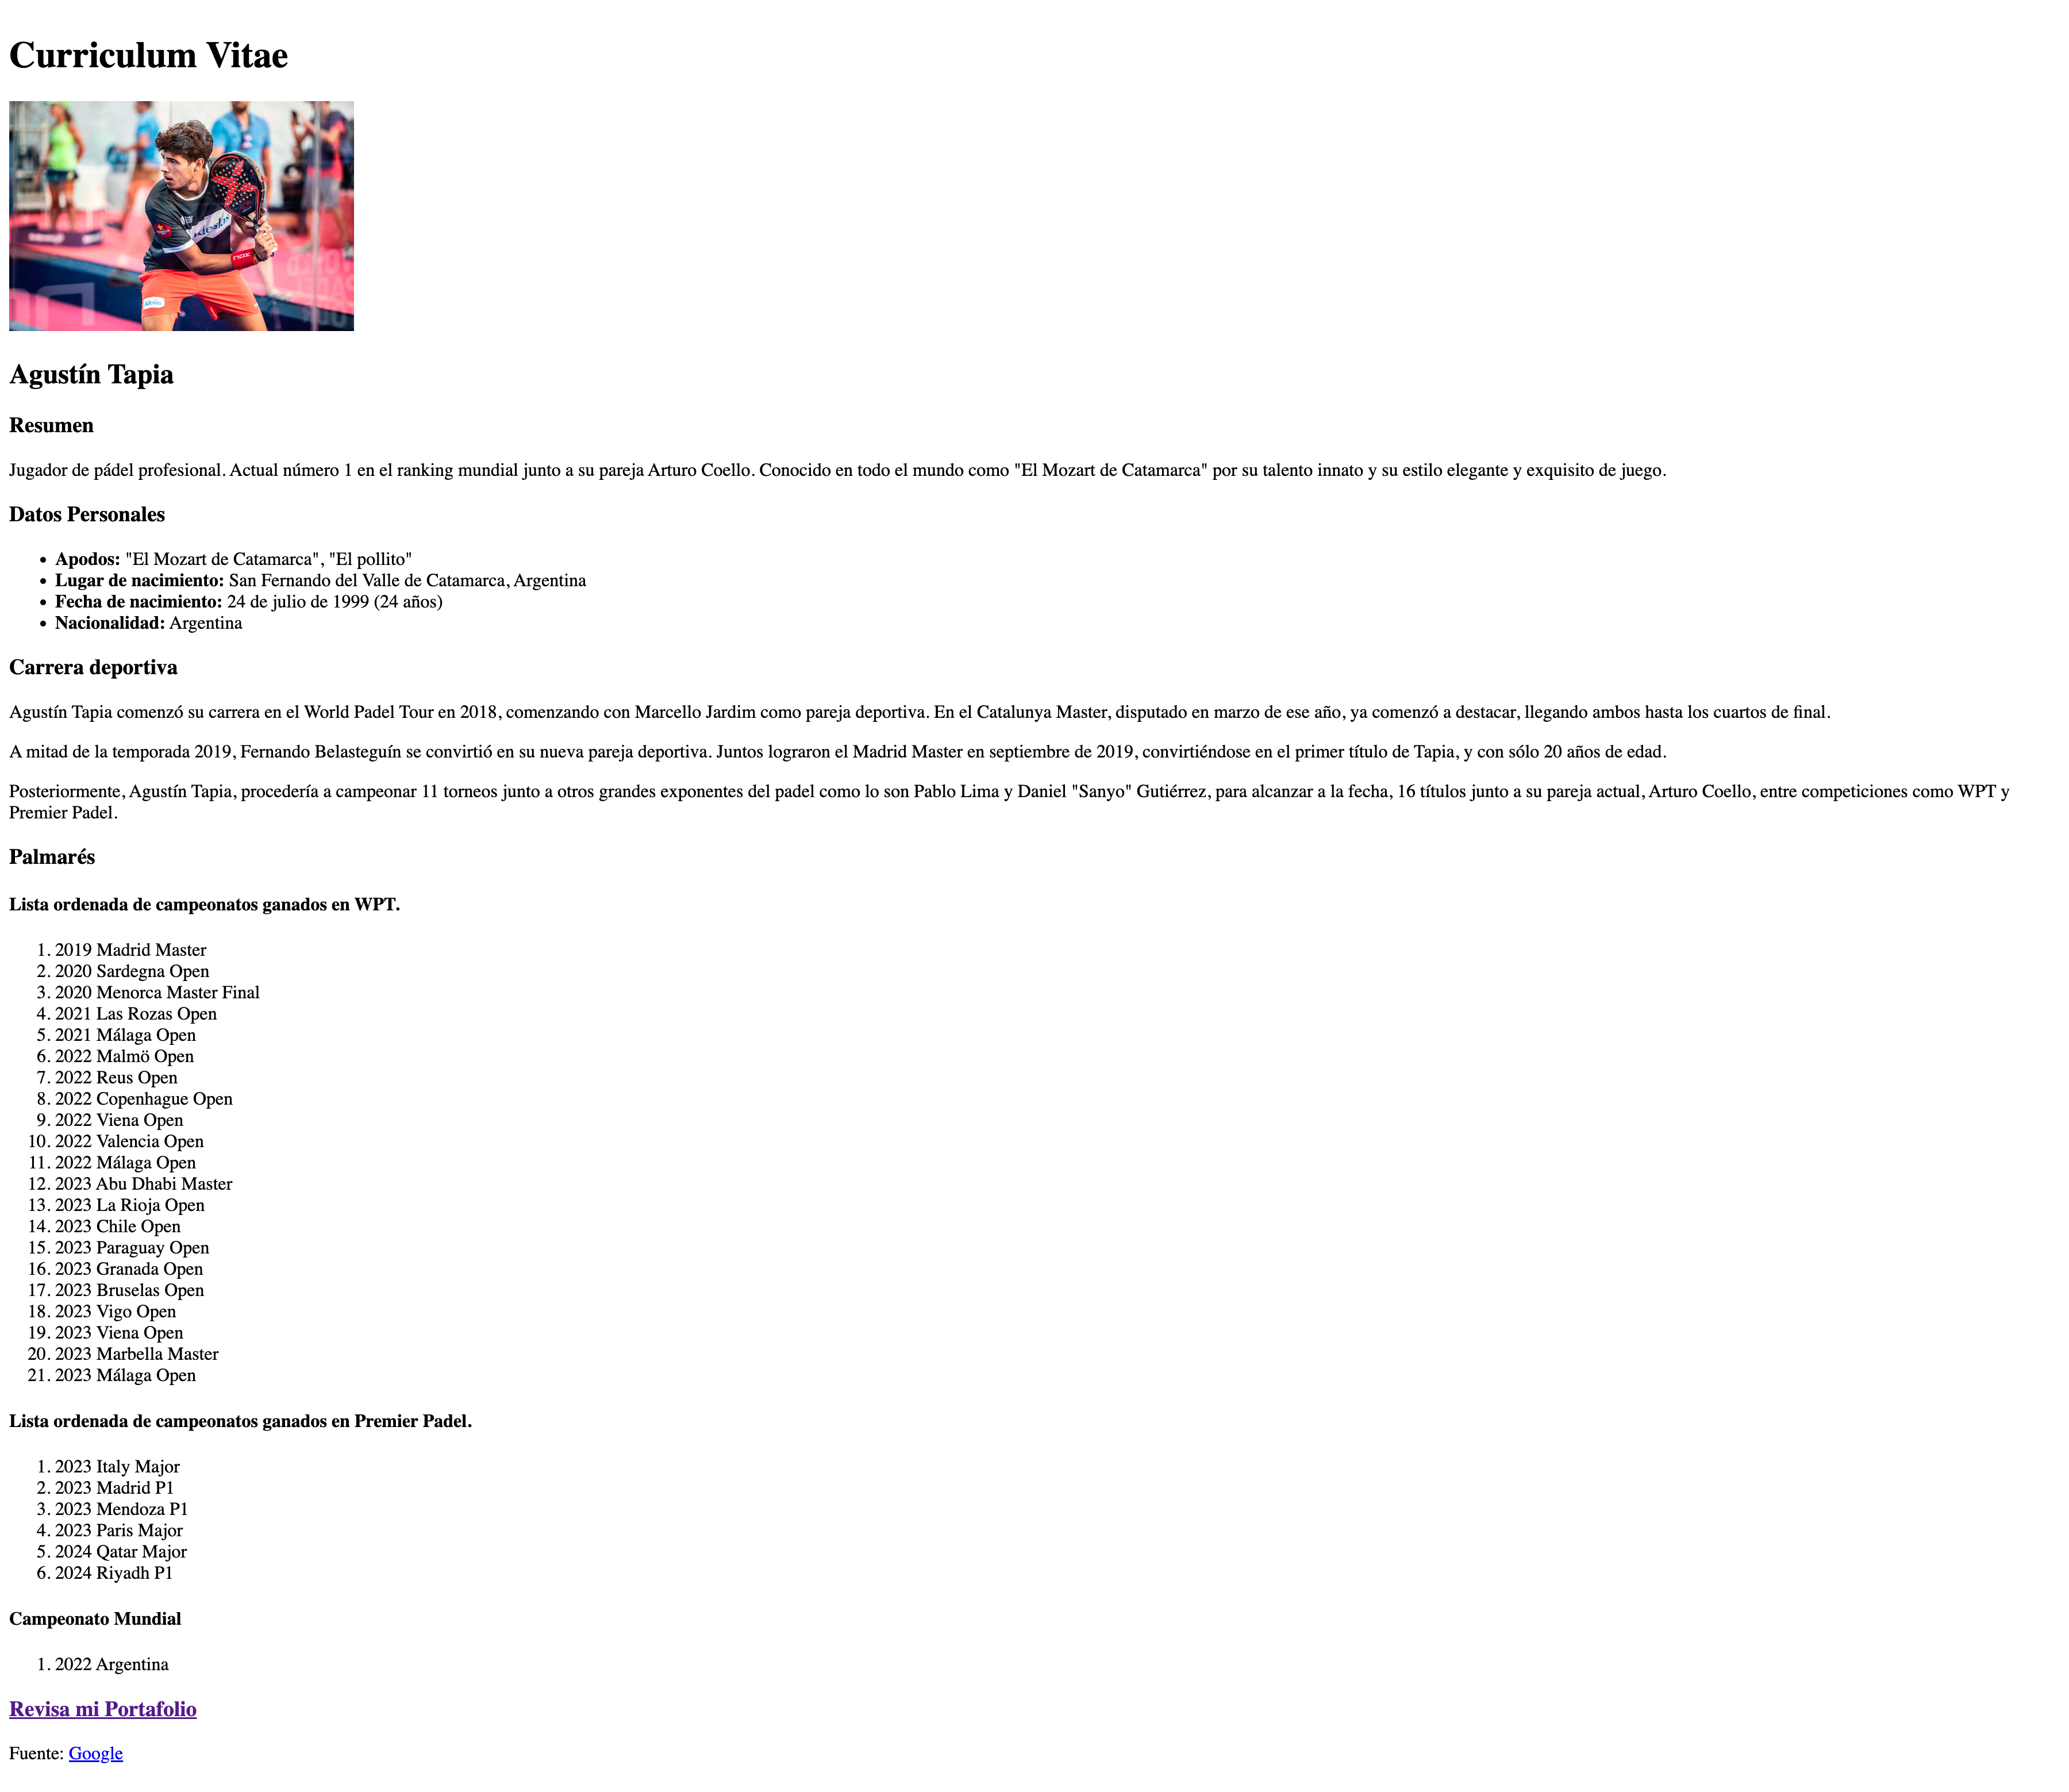 Curriculum Vitae
Agustín Tapia
Resumen
Jugador de pádel profesional. Actual número 1 en el ranking mundial junto a su pareja Arturo Coello. Conocido en todo el mundo como "El Mozart de Catamarca" por su talento innato y su estilo elegante y exquisito de juego.
Datos Personales
• Apodos: "El Mozart de Catamarca", "El pollito"
• Lugar de nacimiento: San Fernando del Valle de Catamarca, Argentina
• Fecha de nacimiento: 24 de julio de 1999 (24 años)
• Nacionalidad: Argentina
Carrera deportiva
Agustín Tapia comenzó su carrera en el World Padel Tour en 2018, comenzando con Marcello Jardim como pareja deportiva. En el Catalunya Master, disputado en marzo de ese año, ya comenzó a destacar, llegando ambos hasta los cuartos de final.
A mitad de la temporada 2019, Fernando Belasteguín se convirtió en su nueva pareja deportiva. Juntos lograron el Madrid Master en septiembre de 2019, convirtiéndose en el primer título de Tapia, y con sólo 20 años de edad.
Posteriormente, Agustín Tapia, procedería a campeonar 11 torneos junto a otros grandes exponentes del padel como lo son Pablo Lima y Daniel "Sanyo" Gutiérrez, para alcanzar a la fecha, 16 títulos junto a su pareja actual, Arturo Coello, entre competiciones como WPT y
Premier Padel.
Palmarés
Lista ordenada de campeonatos ganados en WPT.
1. 2019 Madrid Master
2. 2020 Sardegna Open
3. 2020 Menorca Master Final
4. 2021 Las Rozas Open
5. 2021 Málaga Open
6. 2022 Malmö Open
7. 2022 Reus Open
8. 2022 Copenhague Open
9. 2022 Viena Open
10. 2022 Valencia Open
11. 2022 Málaga Open
12. 2023 Abu Dhabi Master
13. 2023 La Rioja Open
14. 2023 Chile Open
15. 2023 Paraguay Open
16. 2023 Granada Open
17. 2023 Bruselas Open
18. 2023 Vigo Open
19. 2023 Viena Open
20. 2023 Marbella Master
21. 2023 Málaga Open
Lista ordenada de campeonatos ganados en Premier Padel.
1. 2023 Italy Major
2. 2023 Madrid P1
3. 2023 Mendoza P1
4. 2023 Paris Major
5. 2024 Qatar Major
6. 2024 Riyadh P1
Campeonato Mundial
1. 2022 Argentina
Revisa mi Portafolio
Fuente: Google